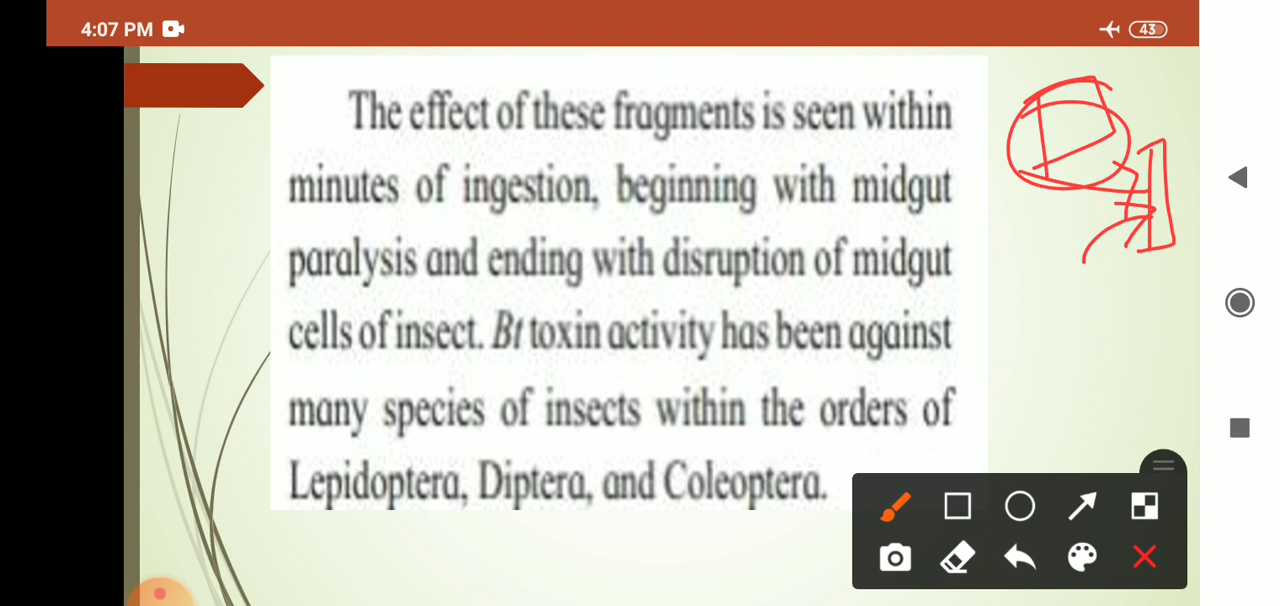 4:07 PM
43
The effect of these fragments is seen within
minutes of ingestion, beginning with midgut
paralysis and ending with disruption of midgut
cells of insect. Bt toxin activity has been against
many species of insects within the orders of
Lepidoptera, Diptera, and Coleoptera.